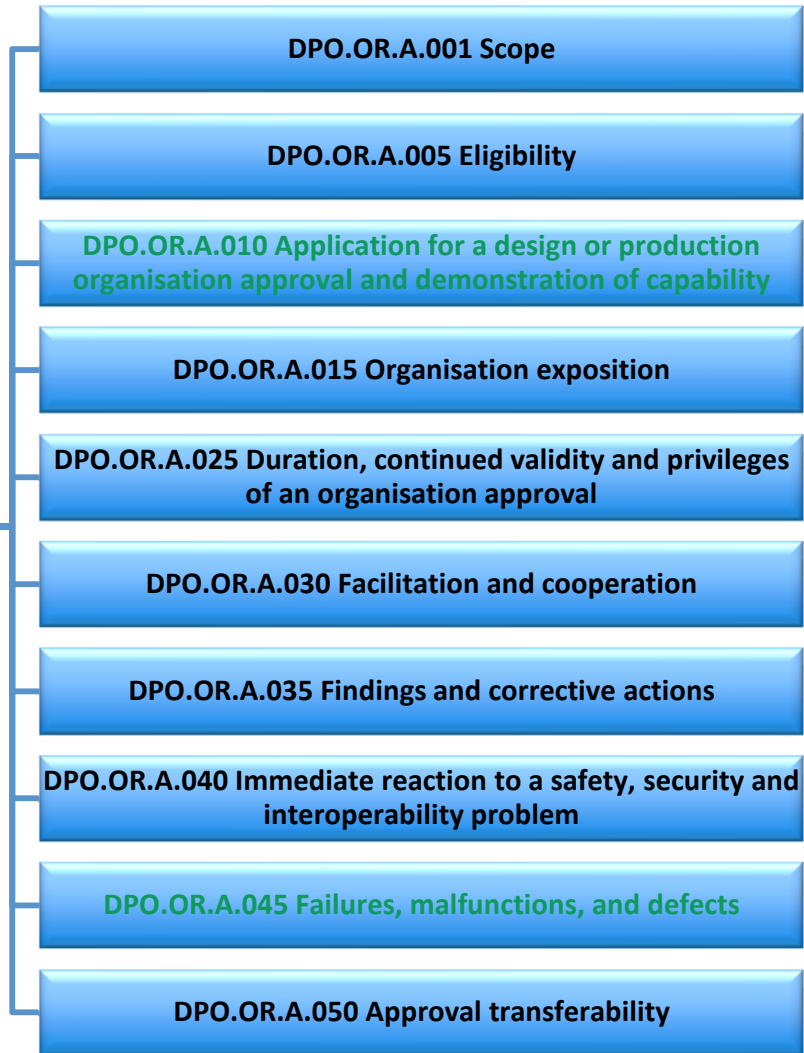 DPO.OR.A.001 Scope
DPO.OR.A.005 Eligibility
DPO.OR.A.010 Application for a design or production
organisation approval and demonstration of capability
DPO.OR.A.015 Organisation exposition
DPO.OR.A.025 Duration, continued validity and privileges
of an organisation approval
DPO.OR.A.030 Facilitation and cooperation
DPO.OR.A.035 Findings and corrective actions
DPO.OR.A.040 Immediate reaction to a safety, security and
interoperability problem
DPO.OR.A.045 Failures, malfunctions, and defects
DPO.OR.A.050 Approval transferability